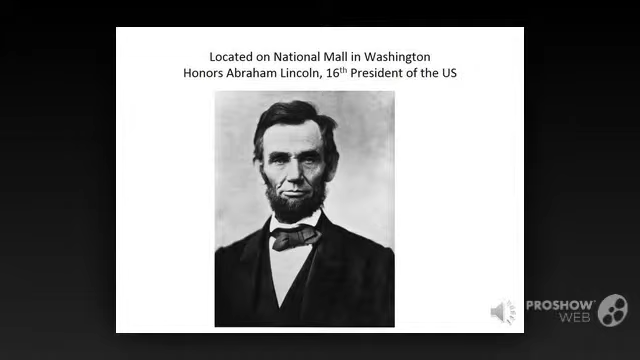 Located on National Mall in Washington
Honors Abraham Lincoln, 16th President of the US
PROSHOW
WEB